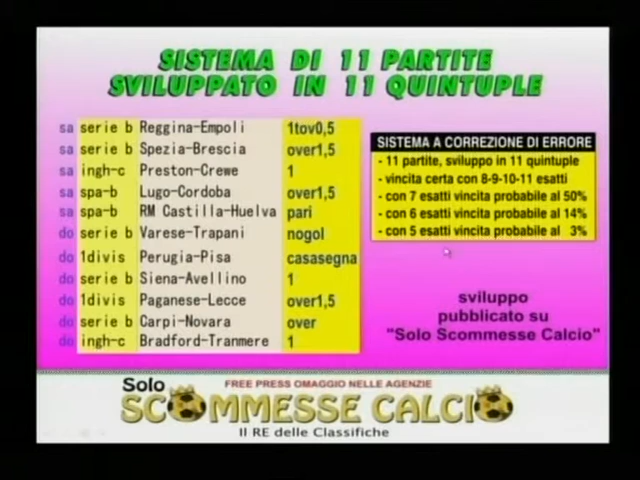 SISTEMA DI 11 PARTITE
SVILUPPATO IN 11 QUINTUPLE
sa serie b Reggina-Empoli 1tov0,5
sa serie b Spezia-Brescia over1,5
sa ingh-c Preston-Crewe 1
sa spa-b Lugo-Cordoba over1,5
sa spa-b RM Castilla-Huelva pari
do serie b Varese-Trapani nogol
do 1divis Perugia-Pisa casasegna
do serie b Siena-Avellino 1
do 1divis Paganese-Lecce over1,5
do serie b Carpi-Novara over
do ingh-c Bradford-Tranmere 1
SISTEMA A CORREZIONE DI ERRORE
- 11 partite, sviluppo in 11 quintuple
- vincita certa con 8-9-10-11 esatti
- con 7 esatti vincita probabile al 50%
- con 6 esatti vincita probabile al 14%
- con 5 esatti vincita probabile al 3%
sviluppo
pubblicato su
"Solo Scommesse Calcio"
Solo
FREE PRESS OMAGGIO NELLE AGENZIE
SCOMMESSE CALCIO
Il RE delle Classifiche